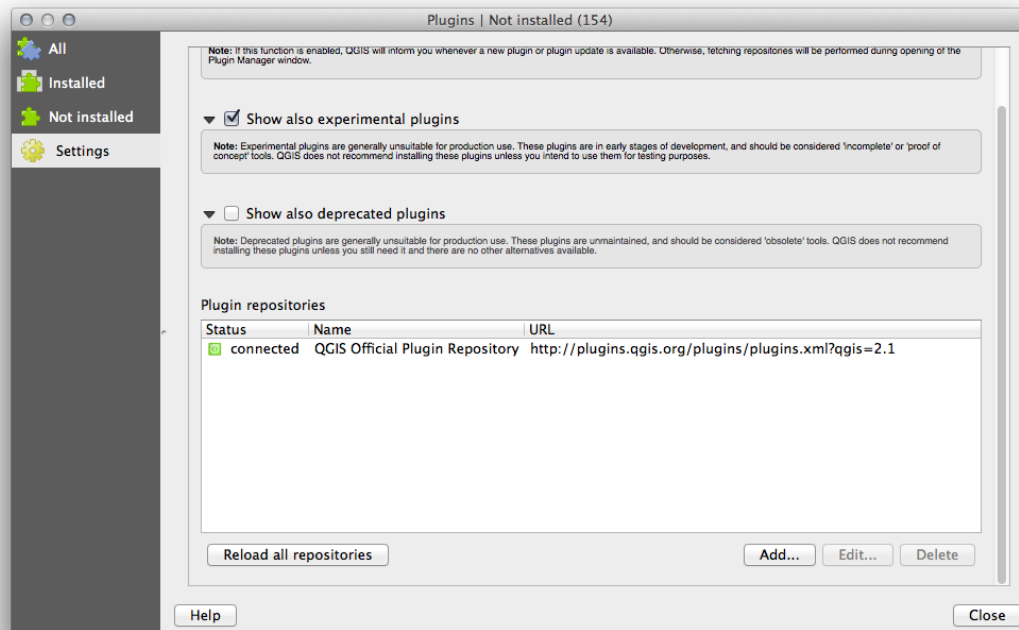 Plugins | Not installed (154)
All
Installed
Not installed
Settings
Note: If this function is enabled, QGIS will inform you whenever a new plugin or plugin update is available. Otherwise, fetching repositories will be performed during opening of the
Plugin Manager window.
Show also experimental plugins
Note: Experimental plugins are generally unsuitable for production use. These plugins are in early stages of development, and should be considered 'incomplete' or 'proof of
concept' tools. QGIS does not recommend installing these plugins unless you intend to use them for testing purposes.
Show also deprecated plugins
Note: Deprecated plugins are generally unsuitable for production use. These plugins are unmaintained, and should be considered 'obsolete' tools. QGIS does not recommend
installing these plugins unless you still need it and there are no other alternatives available.
Plugin repositories
Status Name URL
connected QGIS Official Plugin Repository http://plugins.qgis.org/plugins/plugins.xml?qgis=2.1
Reload all repositories Add... Edit... Delete
Help Close